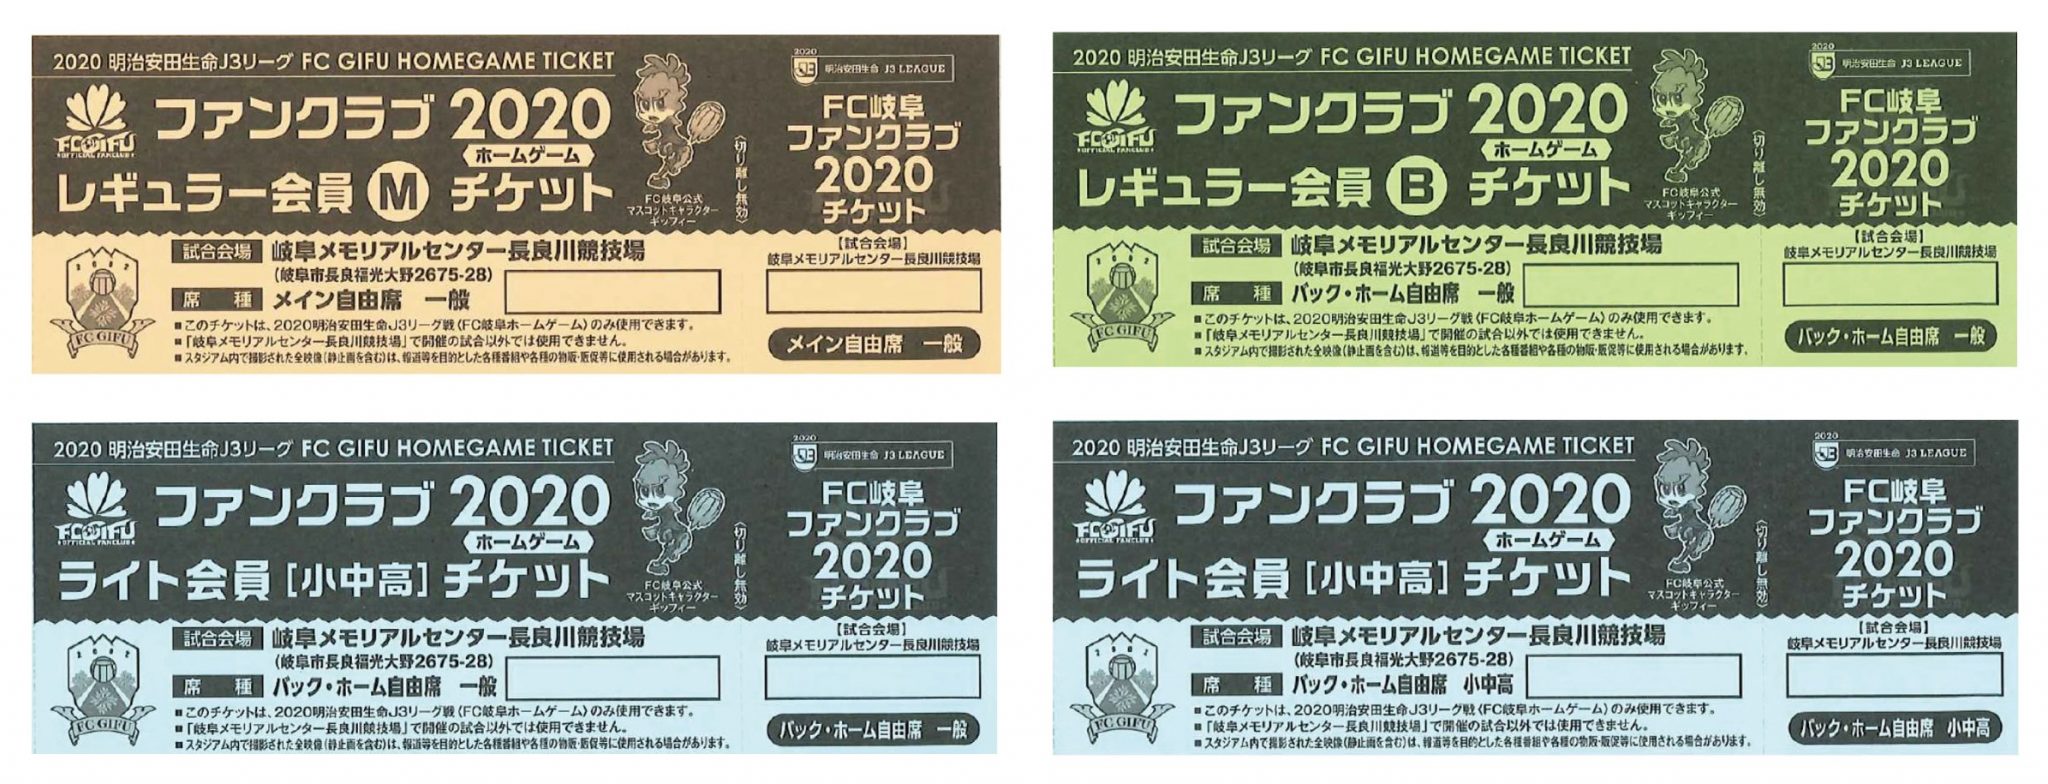 2020 明治安田生命J3リーグ FC GIFU HOMEGAME TICKET
FC GIFU
OFFICIAL FANCLUB
ファンクラブ 2020
ホームゲーム
レギュラー会員 M チケット
FC岐阜公式
マスコットキャラクター
ギッフィー
〈切り離し無効〉
試合会場 岐阜メモリアルセンター長良川競技場
(岐阜市長良福光大野2675-28)
席 種 メイン自由席 一般
2002
FC GIFU
■このチケットは、2020明治安田生命J3リーグ戦〈FC岐阜ホームゲーム〉のみ使用できます。
■「岐阜メモリアルセンター長良川競技場」で開催の試合以外では使用できません。
■スタジアム内で撮影された全映像(静止画を含む)は、報道等を目的とした各種番組や各種の物販・販促等に使用される場合があります。
2020
J3 明治安田生命 J3 LEAGUE
FC岐阜
ファンクラブ
2020
チケット
【試合会場】
岐阜メモリアルセンター長良川競技場
メイン自由席 一般
2020 明治安田生命J3リーグ FC GIFU HOMEGAME TICKET
FC GIFU
OFFICIAL FANCLUB
ファンクラブ 2020
ホームゲーム
レギュラー会員 B チケット
FC岐阜公式
マスコットキャラクター
ギッフィー
〈切り離し無効〉
試合会場 岐阜メモリアルセンター長良川競技場
(岐阜市長良福光大野2675-28)
席 種 バック・ホーム自由席 一般
2002
FC GIFU
■このチケットは、2020明治安田生命J3リーグ戦〈FC岐阜ホームゲーム〉のみ使用できます。
■「岐阜メモリアルセンター長良川競技場」で開催の試合以外では使用できません。
■スタジアム内で撮影された全映像(静止画を含む)は、報道等を目的とした各種番組や各種の物販・販促等に使用される場合があります。
2020
J3 明治安田生命 J3 LEAGUE
FC岐阜
ファンクラブ
2020
チケット
【試合会場】
岐阜メモリアルセンター長良川競技場
バック・ホーム自由席 一般
2020 明治安田生命J3リーグ FC GIFU HOMEGAME TICKET
FC GIFU
OFFICIAL FANCLUB
ファンクラブ 2020
ホームゲーム
ライト会員［小中高］チケット
FC岐阜公式
マスコットキャラクター
ギッフィー
〈切り離し無効〉
試合会場 岐阜メモリアルセンター長良川競技場
(岐阜市長良福光大野2675-28)
席 種 バック・ホーム自由席 一般
2002
FC GIFU
■このチケットは、2020明治安田生命J3リーグ戦〈FC岐阜ホームゲーム〉のみ使用できます。
■「岐阜メモリアルセンター長良川競技場」で開催の試合以外では使用できません。
■スタジアム内で撮影された全映像(静止画を含む)は、報道等を目的とした各種番組や各種の物販・販促等に使用される場合があります。
2020
J3 明治安田生命 J3 LEAGUE
FC岐阜
ファンクラブ
2020
チケット
【試合会場】
岐阜メモリアルセンター長良川競技場
バック・ホーム自由席 一般
2020 明治安田生命J3リーグ FC GIFU HOMEGAME TICKET
FC GIFU
OFFICIAL FANCLUB
ファンクラブ 2020
ホームゲーム
ライト会員［小中高］チケット
FC岐阜公式
マスコットキャラクター
ギッフィー
〈切り離し無効〉
試合会場 岐阜メモリアルセンター長良川競技場
(岐阜市長良福光大野2675-28)
席 種 バック・ホーム自由席 小中高
2002
FC GIFU
■このチケットは、2020明治安田生命J3リーグ戦〈FC岐阜ホームゲーム〉のみ使用できます。
■「岐阜メモリアルセンター長良川競技場」で開催の試合以外では使用できません。
■スタジアム内で撮影された全映像(静止画を含む)は、報道等を目的とした各種番組や各種の物販・販促等に使用される場合があります。
2020
J3 明治安田生命 J3 LEAGUE
FC岐阜
ファンクラブ
2020
チケット
【試合会場】
岐阜メモリアルセンター長良川競技場
バック・ホーム自由席 小中高